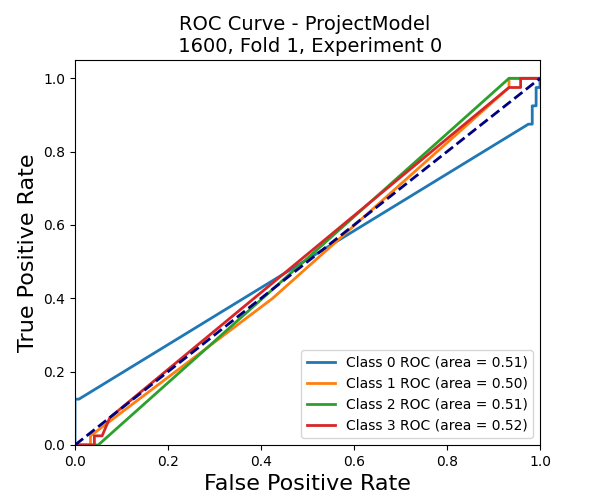 ROC Curve - ProjectModel
1600, Fold 1, Experiment 0
True Positive Rate
1.0
0.8
0.6
0.4
0.2
0.0
Class 0 ROC (area = 0.51)
Class 1 ROC (area = 0.50)
Class 2 ROC (area = 0.51)
Class 3 ROC (area = 0.52)
0.0 0.2 0.4 0.6 0.8 1.0
False Positive Rate